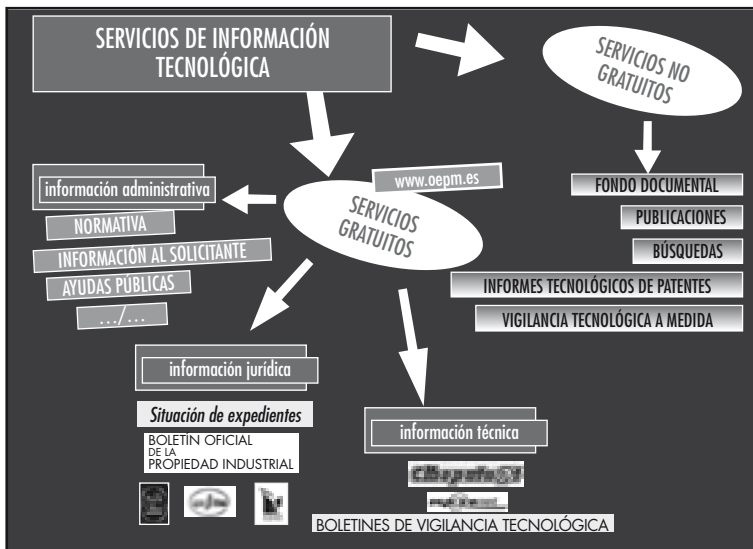 SERVICIOS DE INFORMACIÓN
TECNOLÓGICA
SERVICIOS NO
GRATUITOS
FONDO DOCUMENTAL
PUBLICACIONES
BÚSQUEDAS
INFORMES TECNOLÓGICOS DE PATENTES
VIGILANCIA TECNOLÓGICA A MEDIDA
www.oepm.es
SERVICIOS
GRATUITOS
información administrativa
NORMATIVA
INFORMACIÓN AL SOLICITANTE
AYUDAS PÚBLICAS
.../...
información jurídica
Situación de expedientes
BOLETÍN OFICIAL
DE LA
PROPIEDAD INDUSTRIAL
información técnica
BOLETINES DE VIGILANCIA TECNOLÓGICA